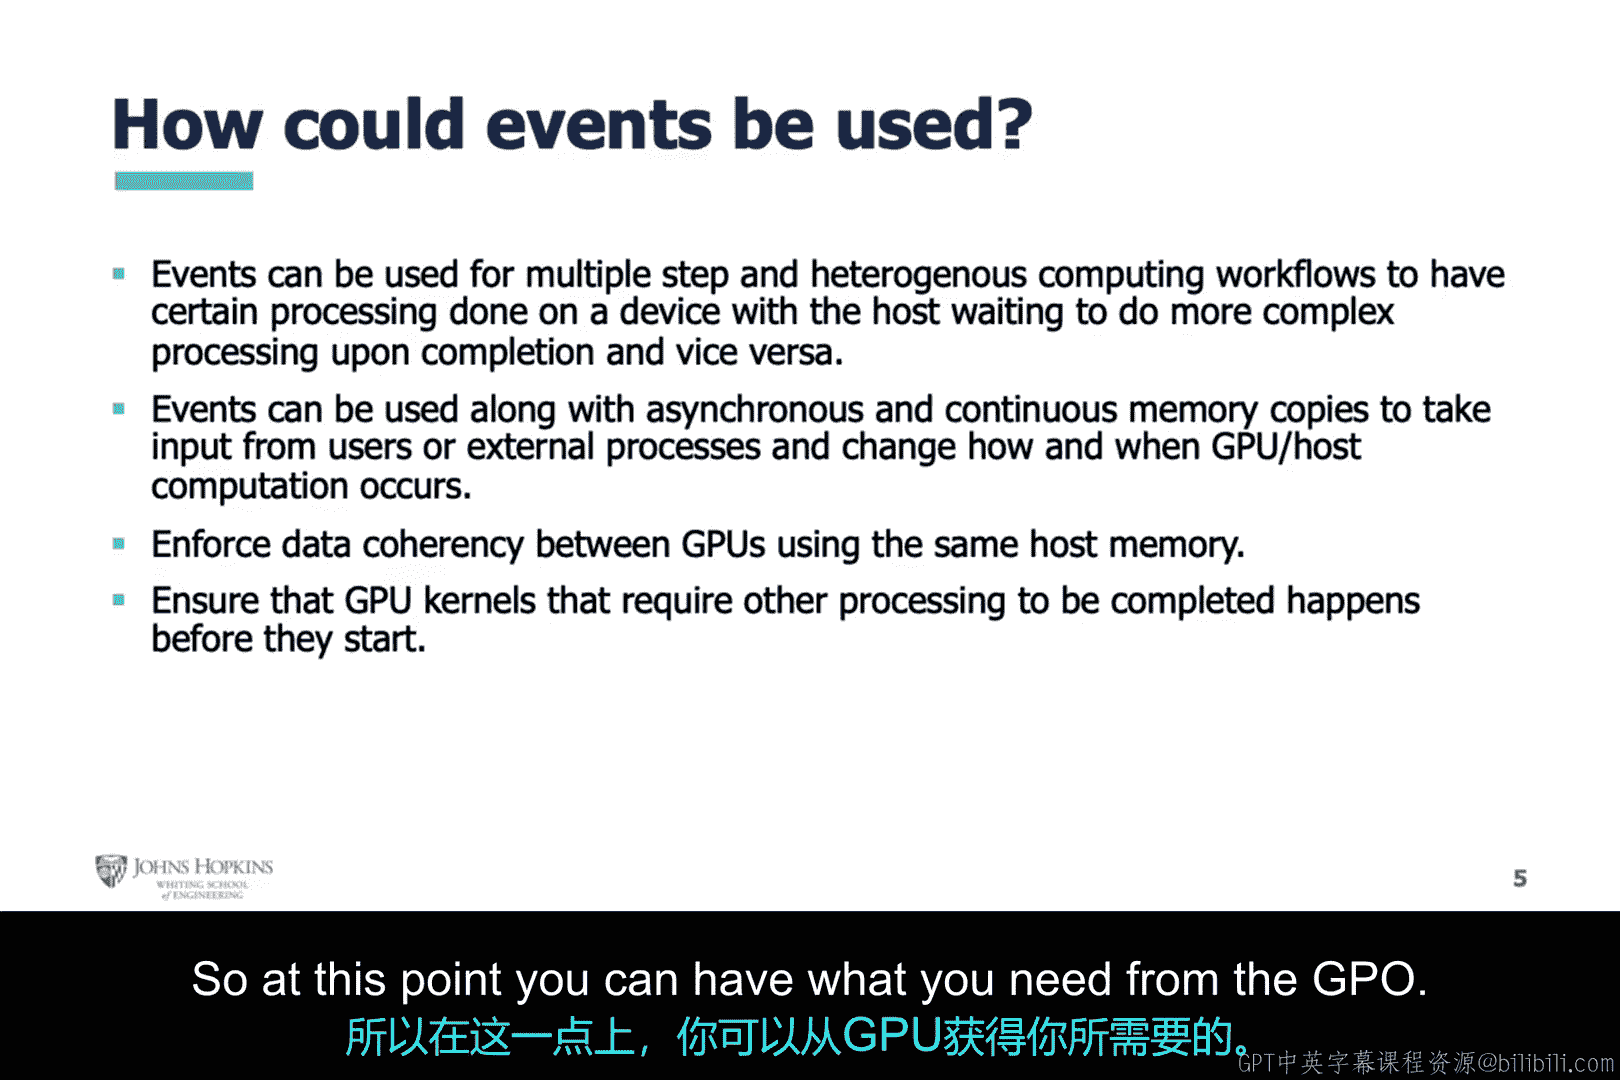 How could events be used?
Events can be used for multiple step and heterogenous computing workflows to have
certain processing done on a device with the host waiting to do more complex
processing upon completion and vice versa.
Events can be used along with asynchronous and continuous memory copies to take
input from users or external processes and change how and when GPU/host
computation occurs.
Enforce data coherency between GPUs using the same host memory.
Ensure that GPU kernels that require other processing to be completed happens
before they start.
JOHNS HOPKINS
WHITING SCHOOL
of ENGINEERING
5
So at this point you can have what you need from the GPO.
所以在这一点上，你可以从GPU获得你所需要的。
GPT中英字幕课程资源@bilibili.com